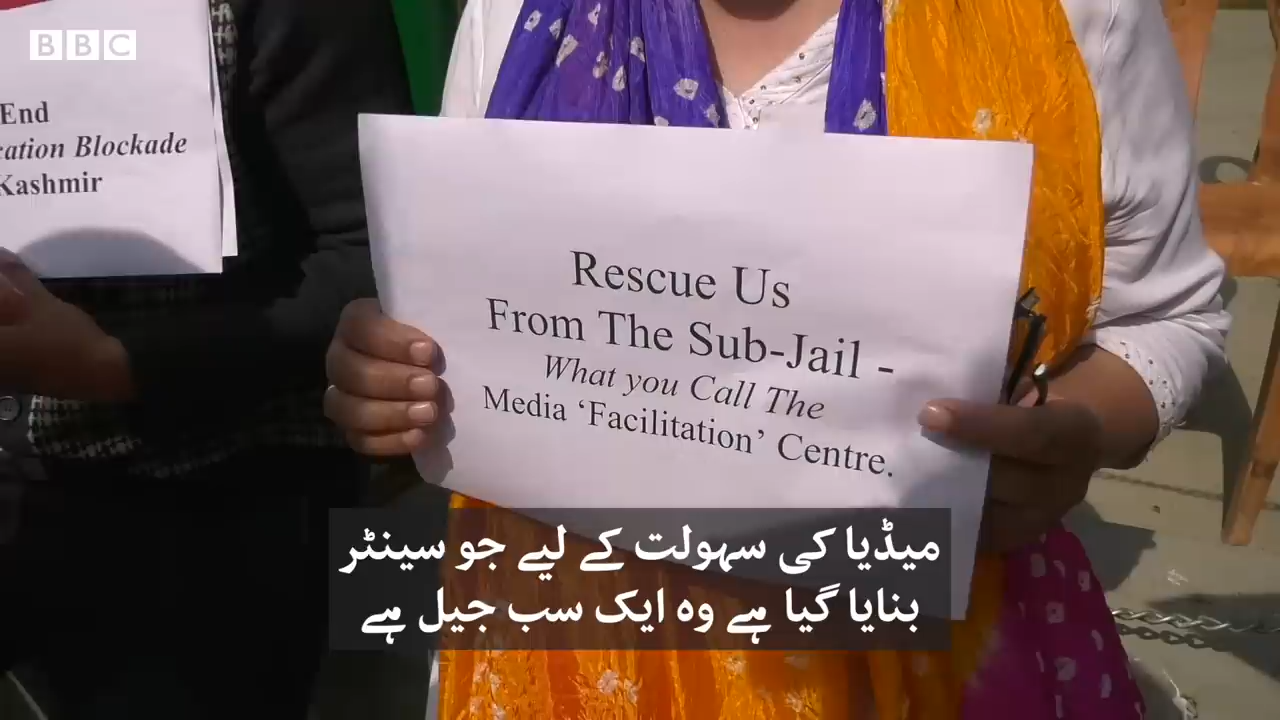 BBC
End
Blockade
Kashmir
Rescue Us
From The Sub-Jail -
What you Call The
Media ‘Facilitation’ Centre.
میڈیا کی سہولت کے لیے جو سینٹر
بنایا گیا ہے وہ ایک سب جیل ہے